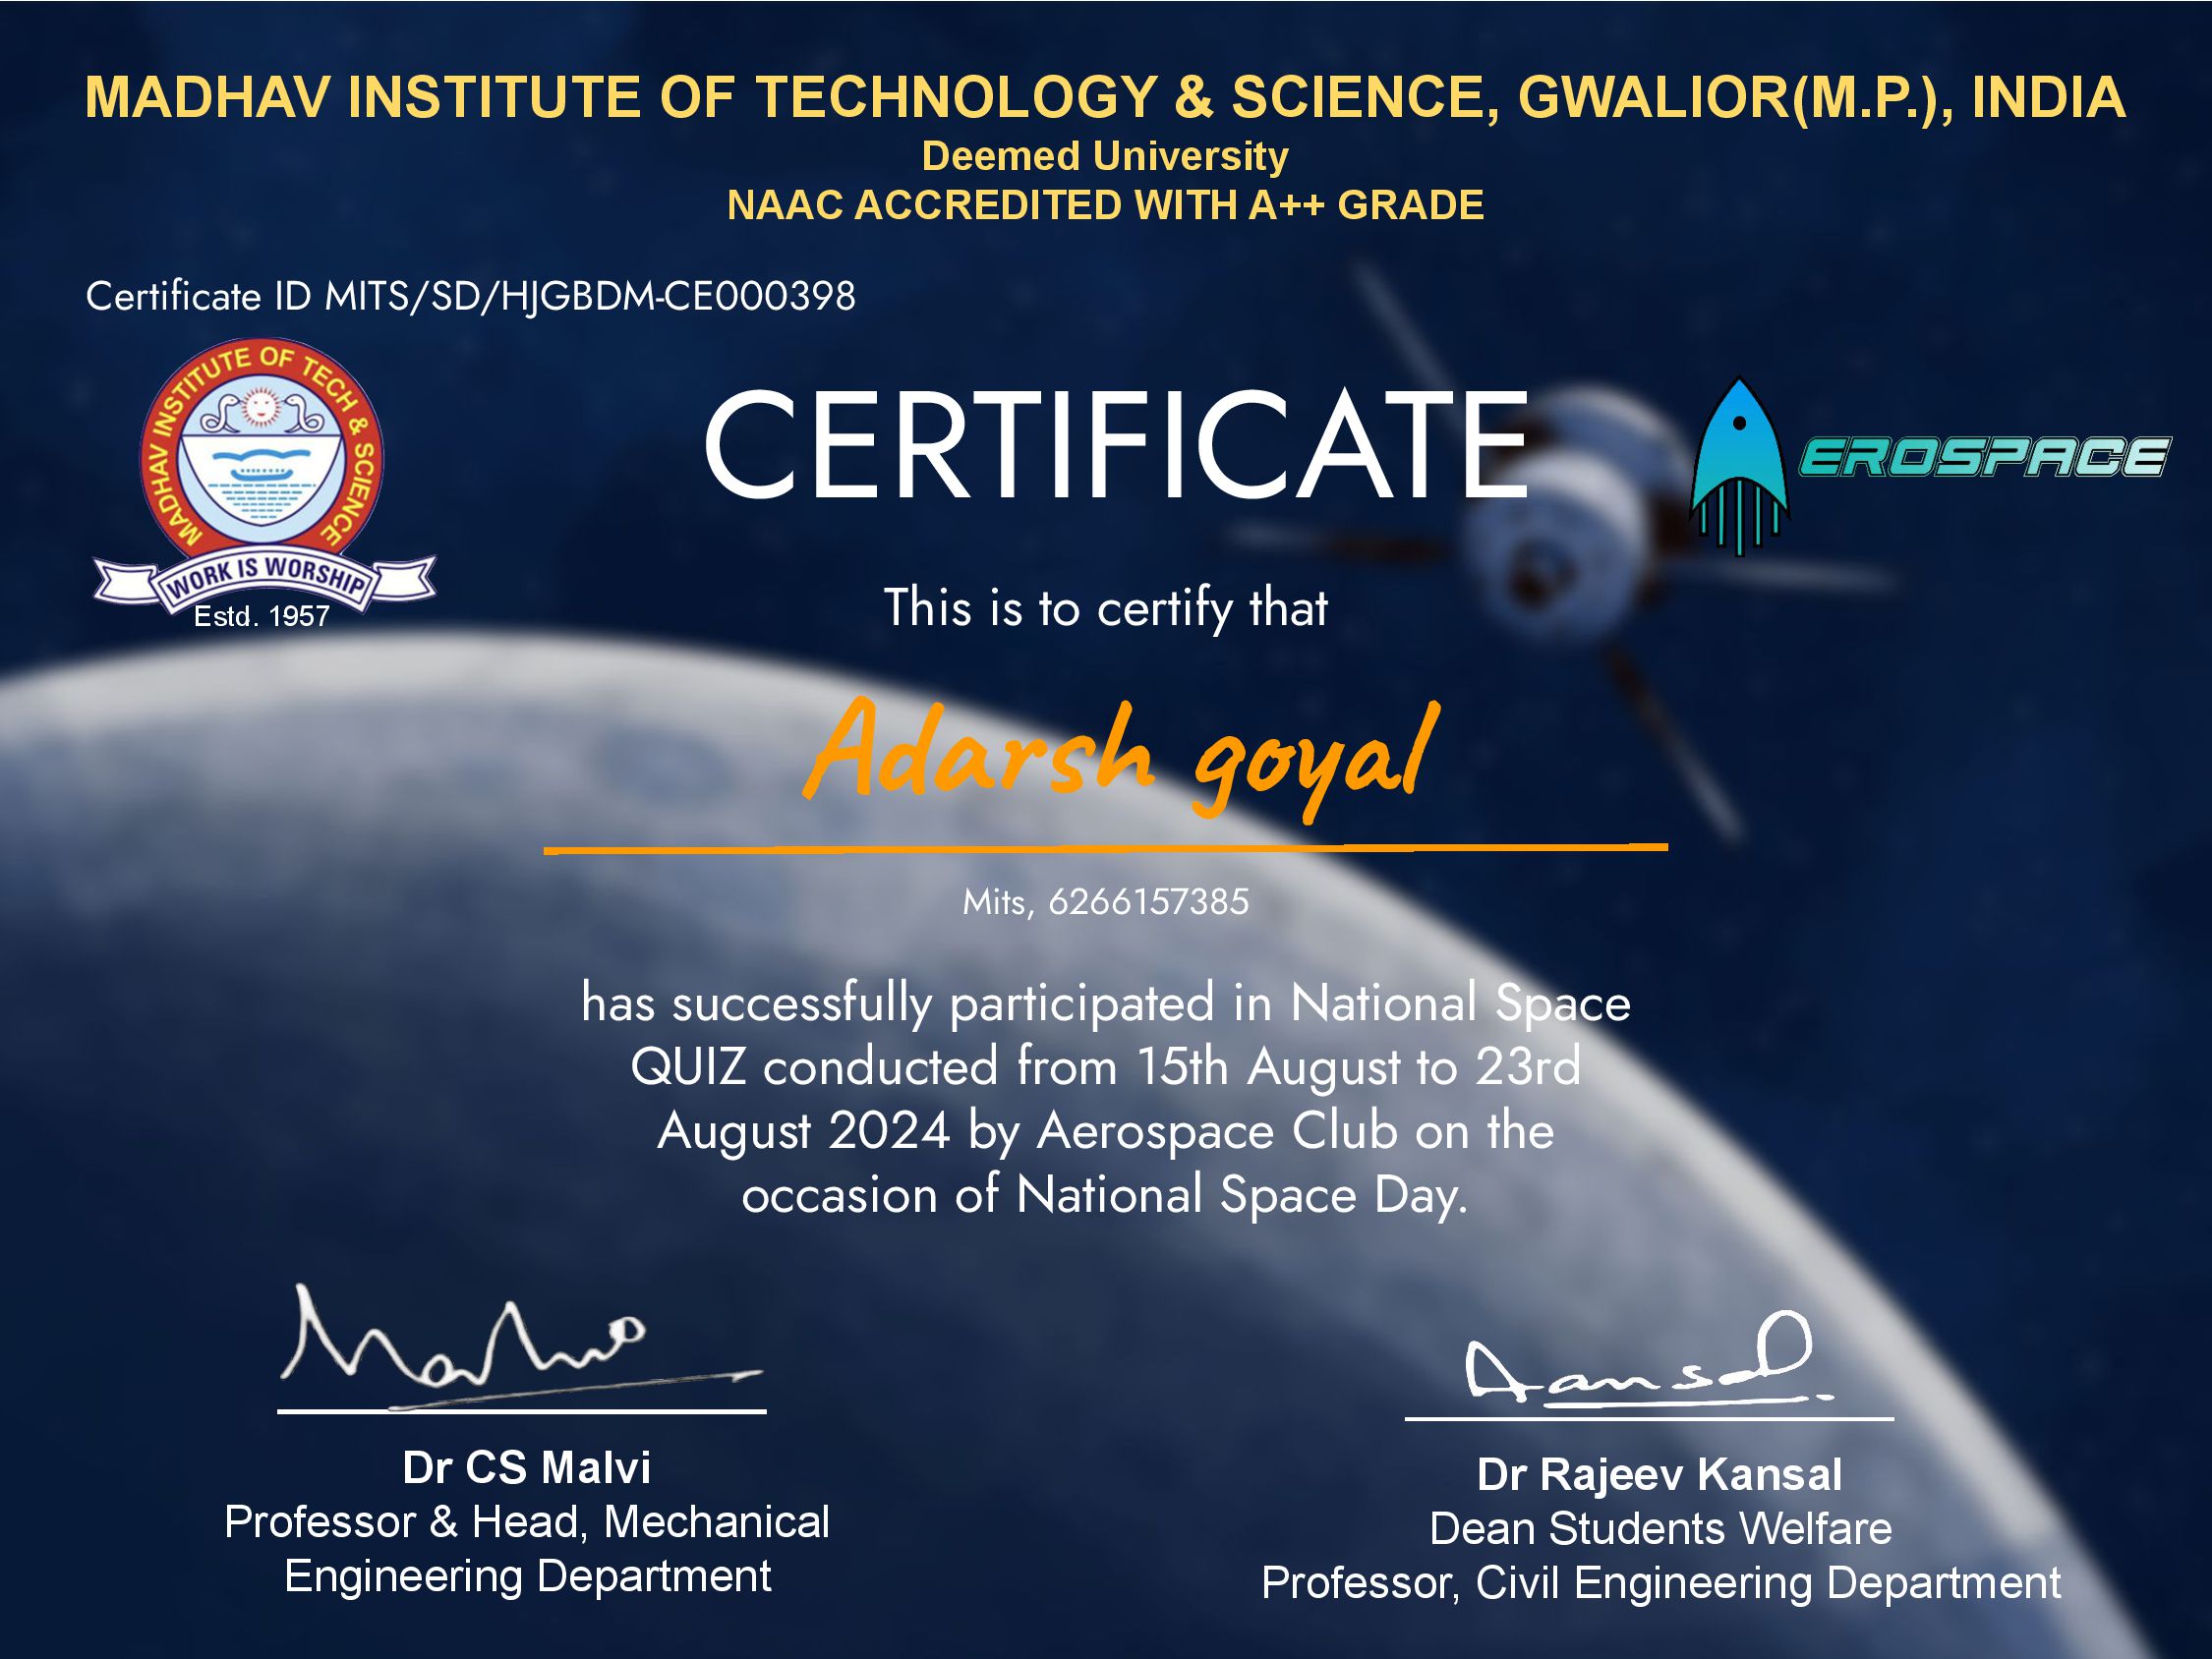 MADHAV INSTITUTE OF TECHNOLOGY & SCIENCE, GWALIOR(M.P.), INDIA
Deemed University
NAAC ACCREDITED WITH A++ GRADE
Certificate ID MITS/SD/HJGBDM-CE000398
MADHAV INSTITUTE OF TECH & SCIENCE
WORK IS WORSHIP
Estd. 1957
CERTIFICATE
EROSPACE
This is to certify that
Adarsh goyal
Mits, 6266157385
has successfully participated in National Space
QUIZ conducted from 15th August to 23rd
August 2024 by Aerospace Club on the
occasion of National Space Day.
Dr CS Malvi
Professor & Head, Mechanical
Engineering Department
Dr Rajeev Kansal
Dean Students Welfare
Professor, Civil Engineering Department